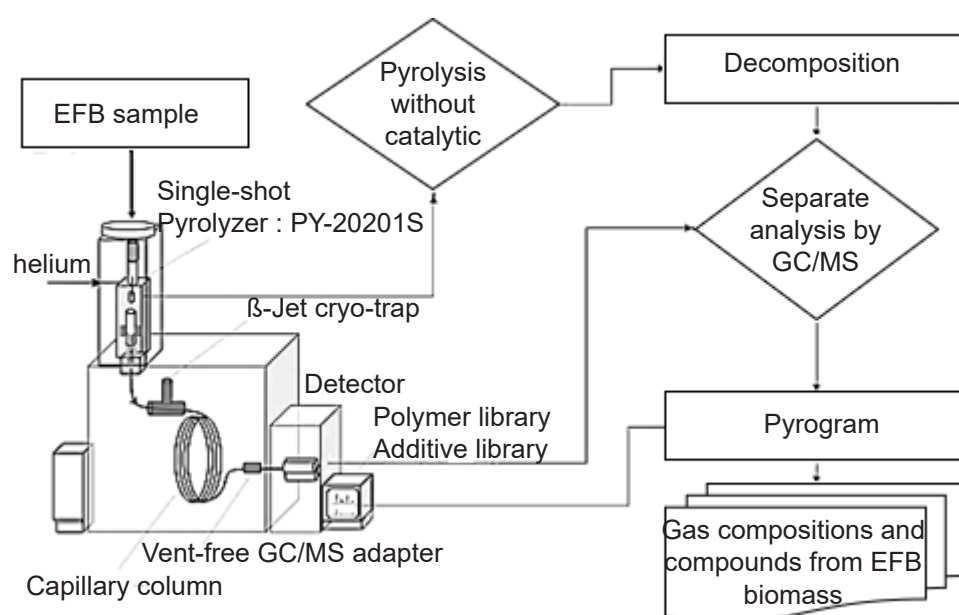 EFB sample
Pyrolysis
without
catalytic
Decomposition
Single-shot
Pyrolyzer : PY-20201S
helium
ß-Jet cryo-trap
Separate
analysis by
GC/MS
Detector
Polymer library
Additive library
Pyrogram
Vent-free GC/MS adapter
Capillary column
Gas compositions and
compounds from EFB
biomass